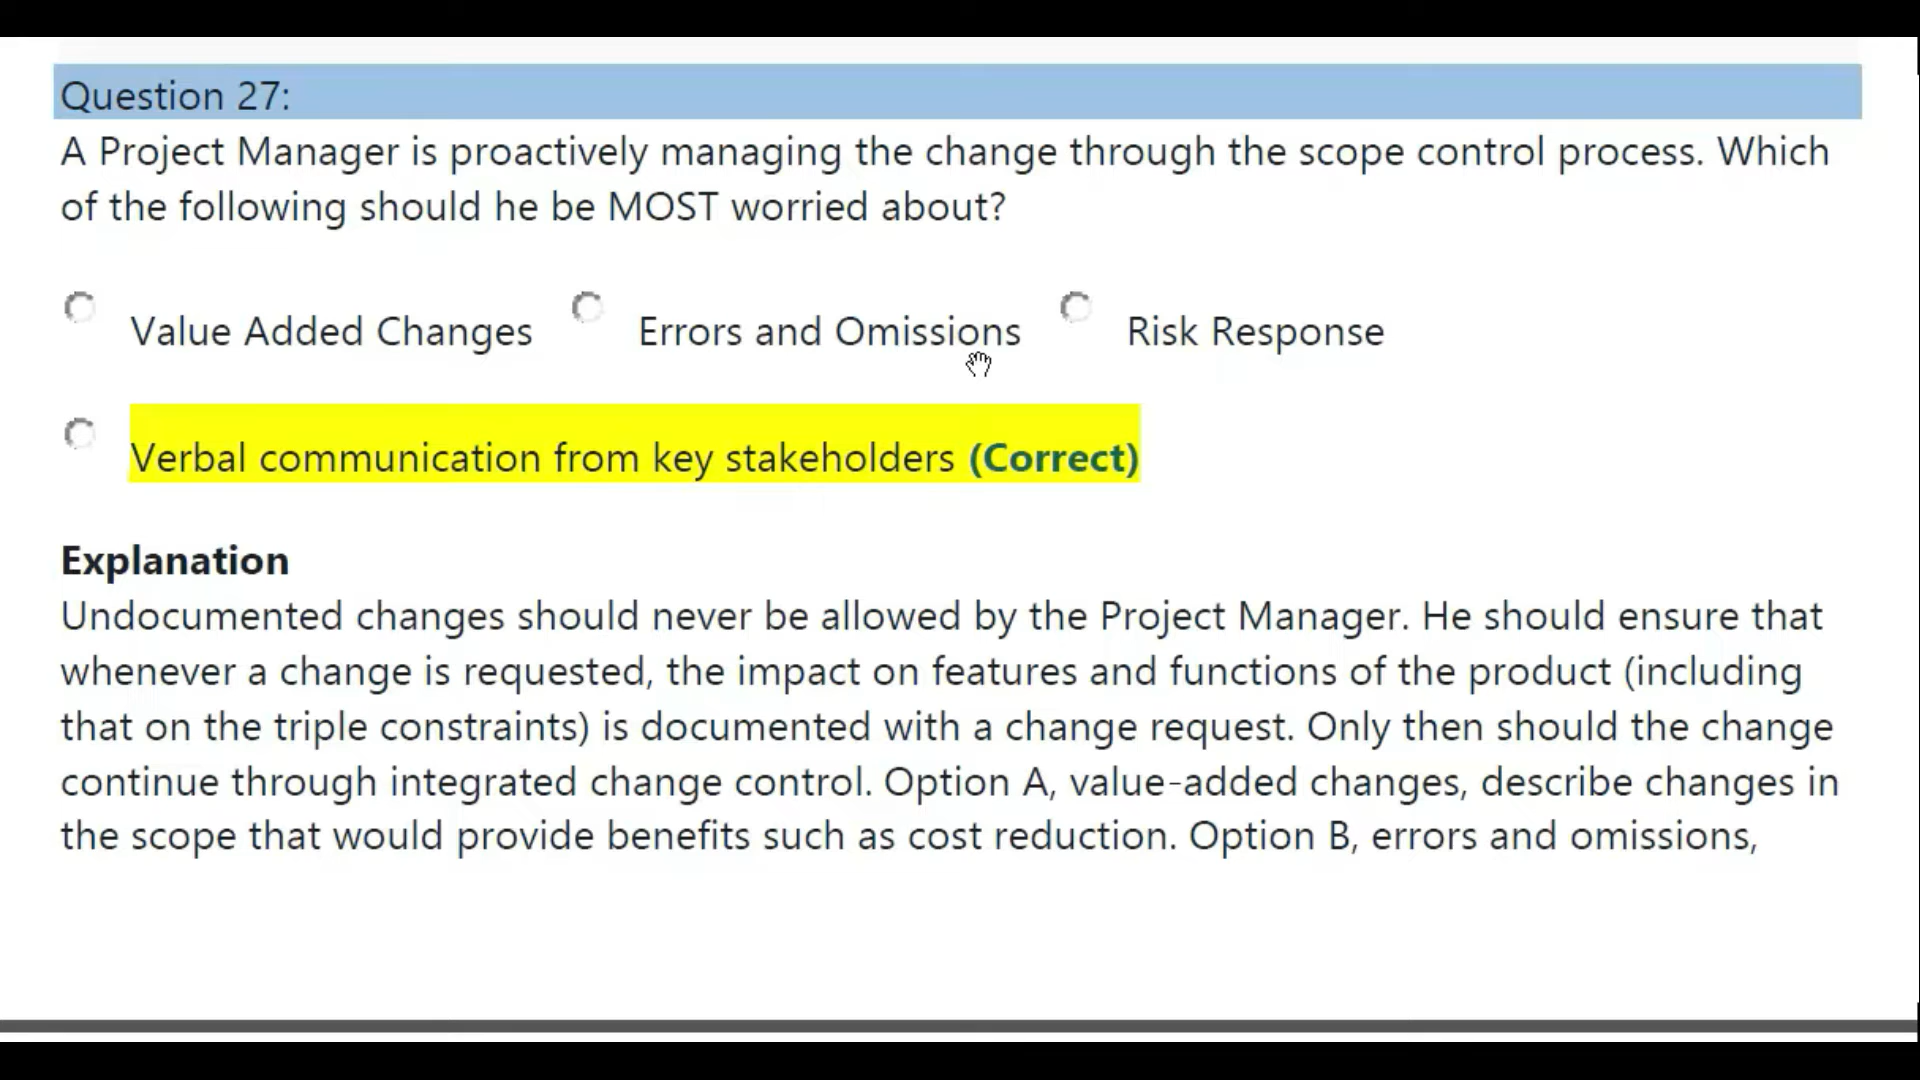 Question 27:
A Project Manager is proactively managing the change through the scope control process. Which
of the following should he be MOST worried about?
Value Added Changes Errors and Omissions Risk Response
Verbal communication from key stakeholders (Correct)
Explanation
Undocumented changes should never be allowed by the Project Manager. He should ensure that
whenever a change is requested, the impact on features and functions of the product (including
that on the triple constraints) is documented with a change request. Only then should the change
continue through integrated change control. Option A, value-added changes, describe changes in
the scope that would provide benefits such as cost reduction. Option B, errors and omissions,